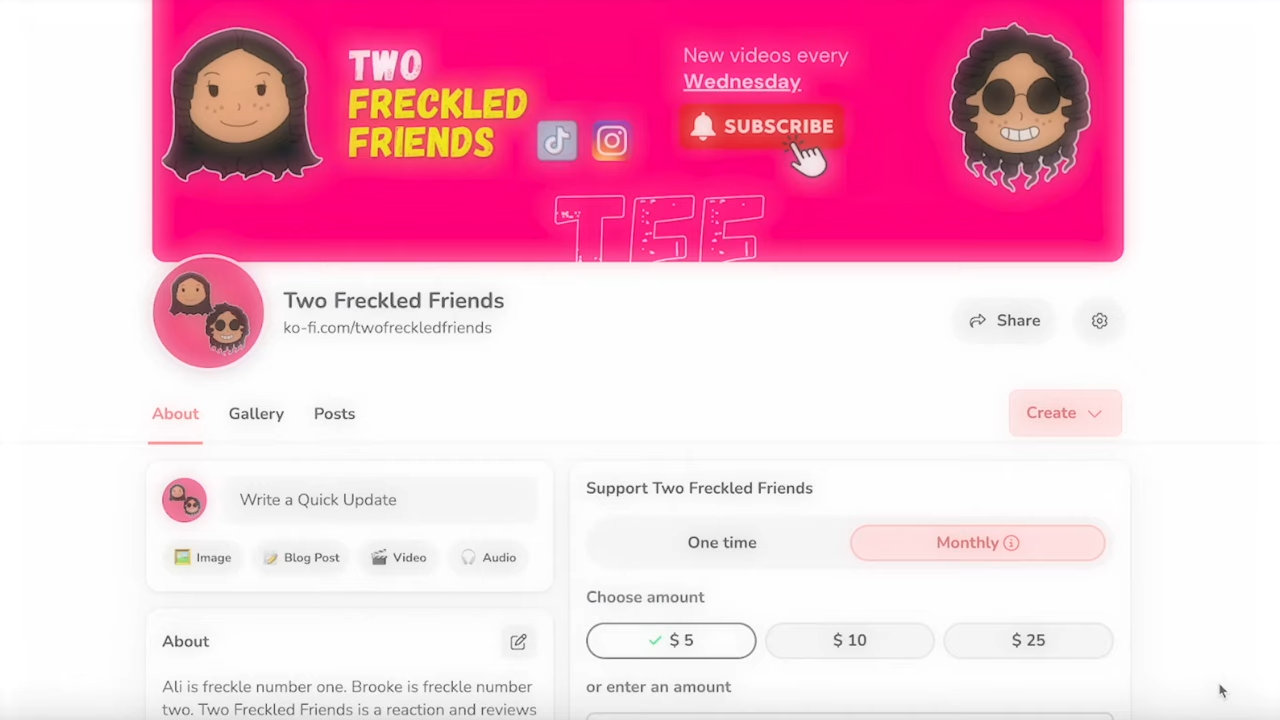 TWO
FRECKLED
FRIENDS
New videos every
Wednesday
SUBSCRIBE
TEE
Two Freckled Friends
ko-fi.com/twofreckledfriends
Share
About
Gallery
Posts
Create
Write a Quick Update
Image
Blog Post
Video
Audio
About
Ali is freckle number one. Brooke is freckle number
two. Two Freckled Friends is a reaction and reviews
Support Two Freckled Friends
One time
Monthly
Choose amount
$ 5
$ 10
$ 25
or enter an amount